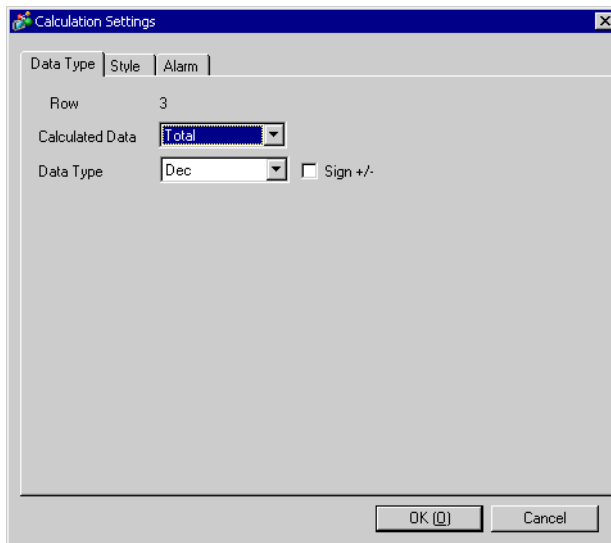 Calculation Settings
Data Type Style Alarm
Row 3
Calculated Data Total
Data Type Dec Sign +/-
OK (O) Cancel